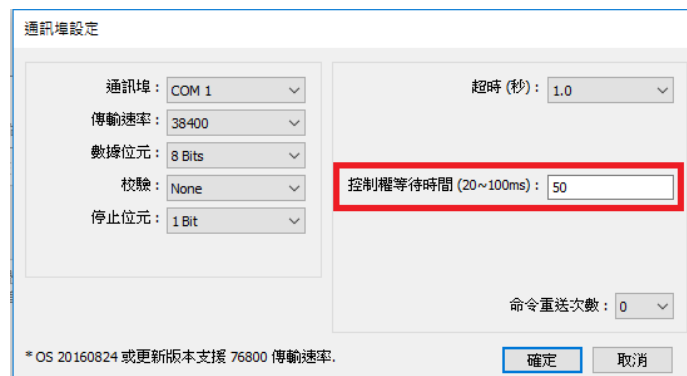 通訊埠設定
通訊埠： COM 1
傳輸速率： 38400
數據位元： 8 Bits
校驗： None
停止位元： 1 Bit
超時 (秒)： 1.0
控制權等待時間 (20~100ms)： 50
命令重送次數： 0
* OS 20160824 或更新版本支援 76800 傳輸速率.
確定
取消